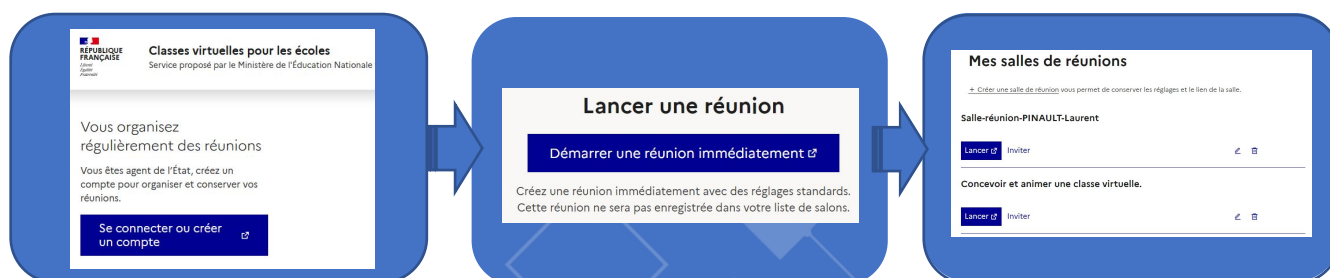 RÉPUBLIQUE
FRANÇAISE
Liberté
Égalité
Fraternité
Classes virtuelles pour les écoles
Service proposé par le Ministère de l'Éducation Nationale
Vous organisez
régulièrement des réunions
Vous êtes agent de l'État, créez un
compte pour organiser et conserver vos
réunions.
Se connecter ou créer
un compte
Lancer une réunion
Démarrer une réunion immédiatement
Créez une réunion immédiatement avec des réglages standards.
Cette réunion ne sera pas enregistrée dans votre liste de salons.
Mes salles de réunions
+ Créer une salle de réunion vous permet de conserver les réglages et le lien de la salle.
Salle-réunion-PINAULT-Laurent
Lancer Inviter
Concevoir et animer une classe virtuelle.
Lancer Inviter